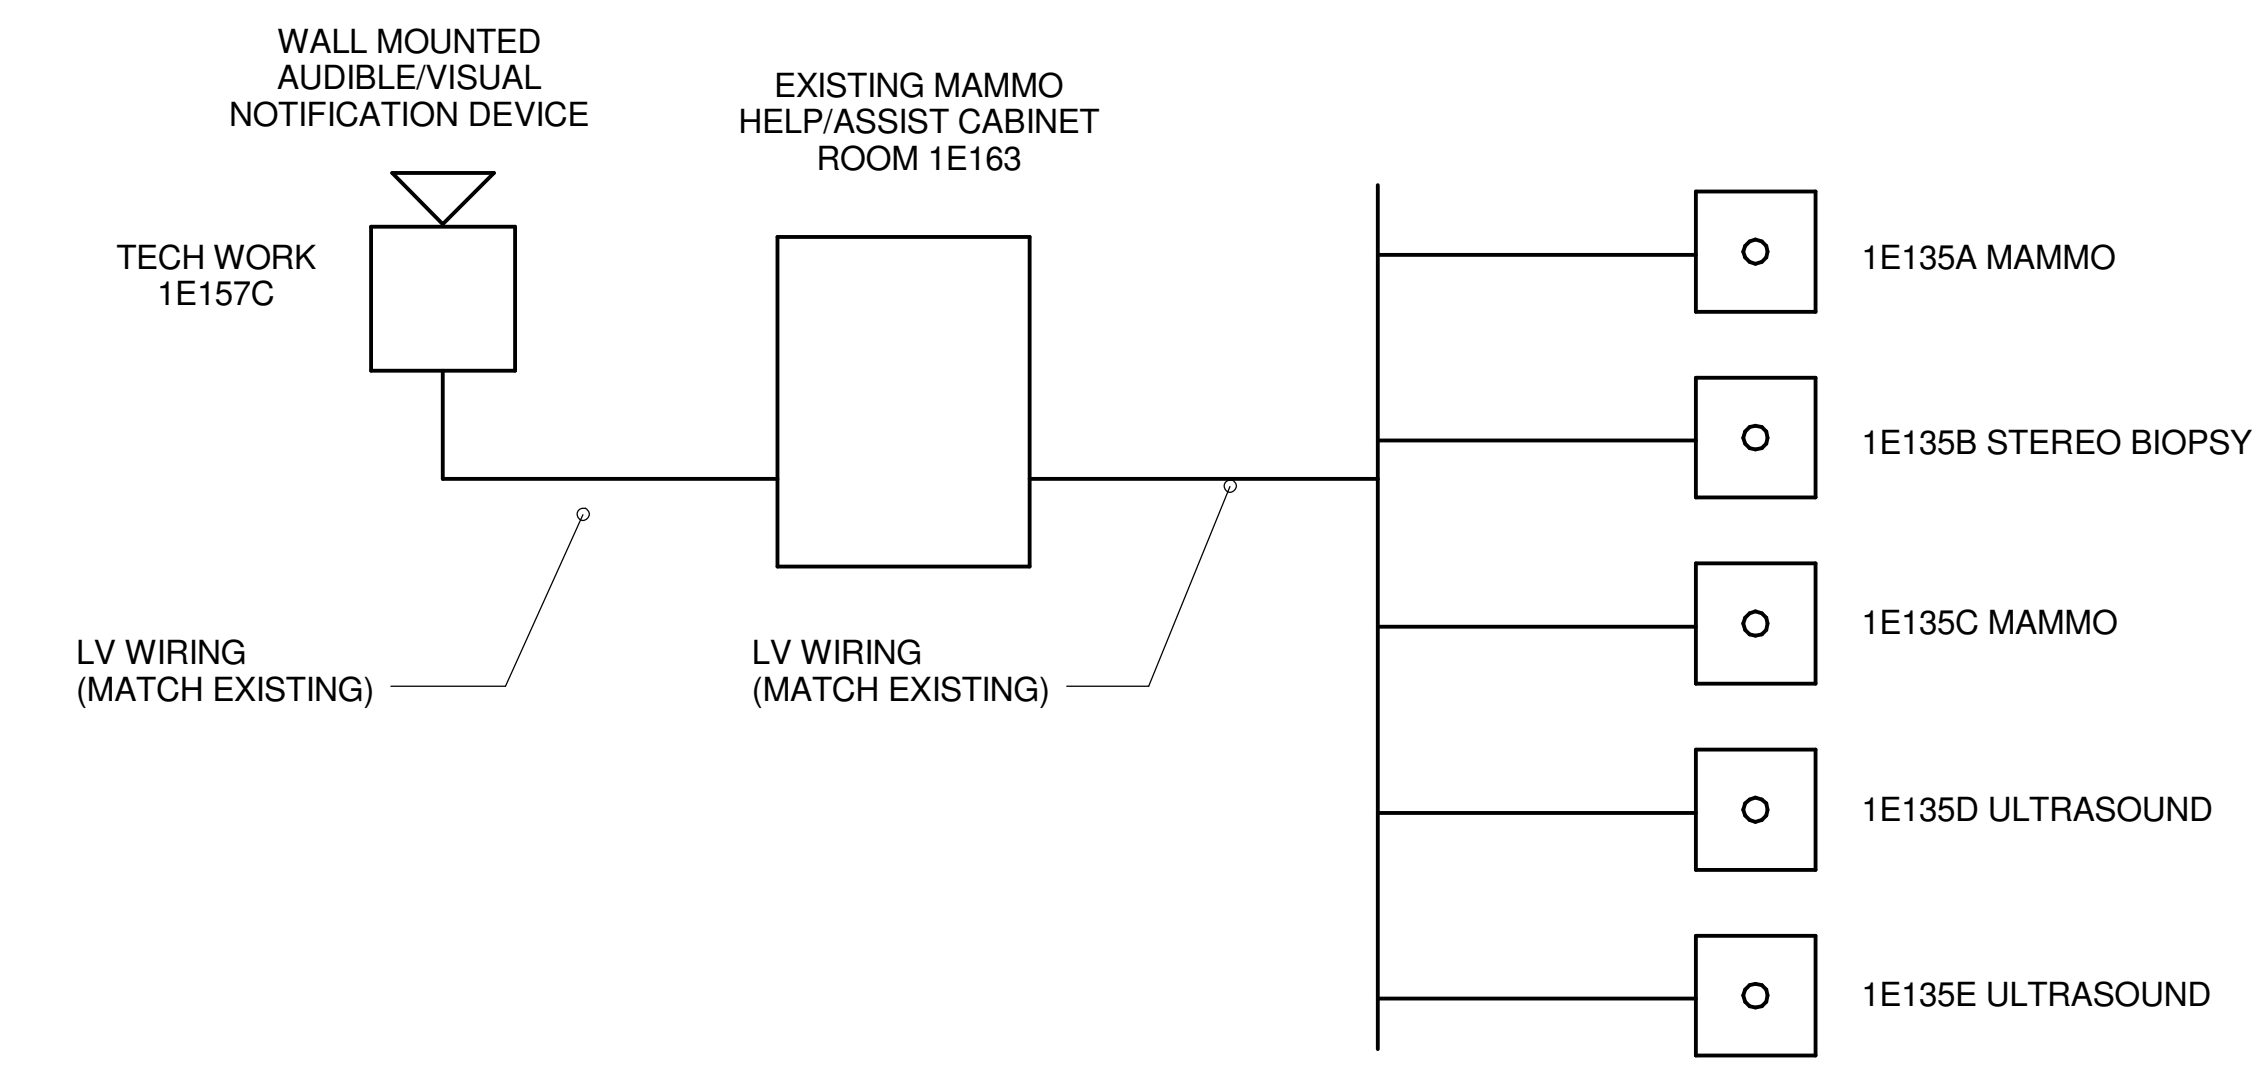 WALL MOUNTED
AUDIBLE/VISUAL
NOTIFICATION DEVICE
EXISTING MAMMO
HELP/ASSIST CABINET
ROOM 1E163
TECH WORK
1E157C
1E135A MAMMO
1E135B STEREO BIOPSY
1E135C MAMMO
LV WIRING
(MATCH EXISTING)
LV WIRING
(MATCH EXISTING)
1E135D ULTRASOUND
1E135E ULTRASOUND